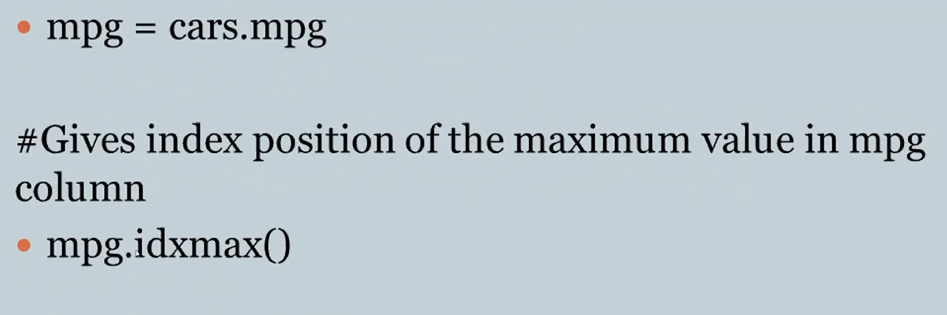 • mpg = cars.mpg
#Gives index position of the maximum value in mpg
column
• mpg.idxmax()